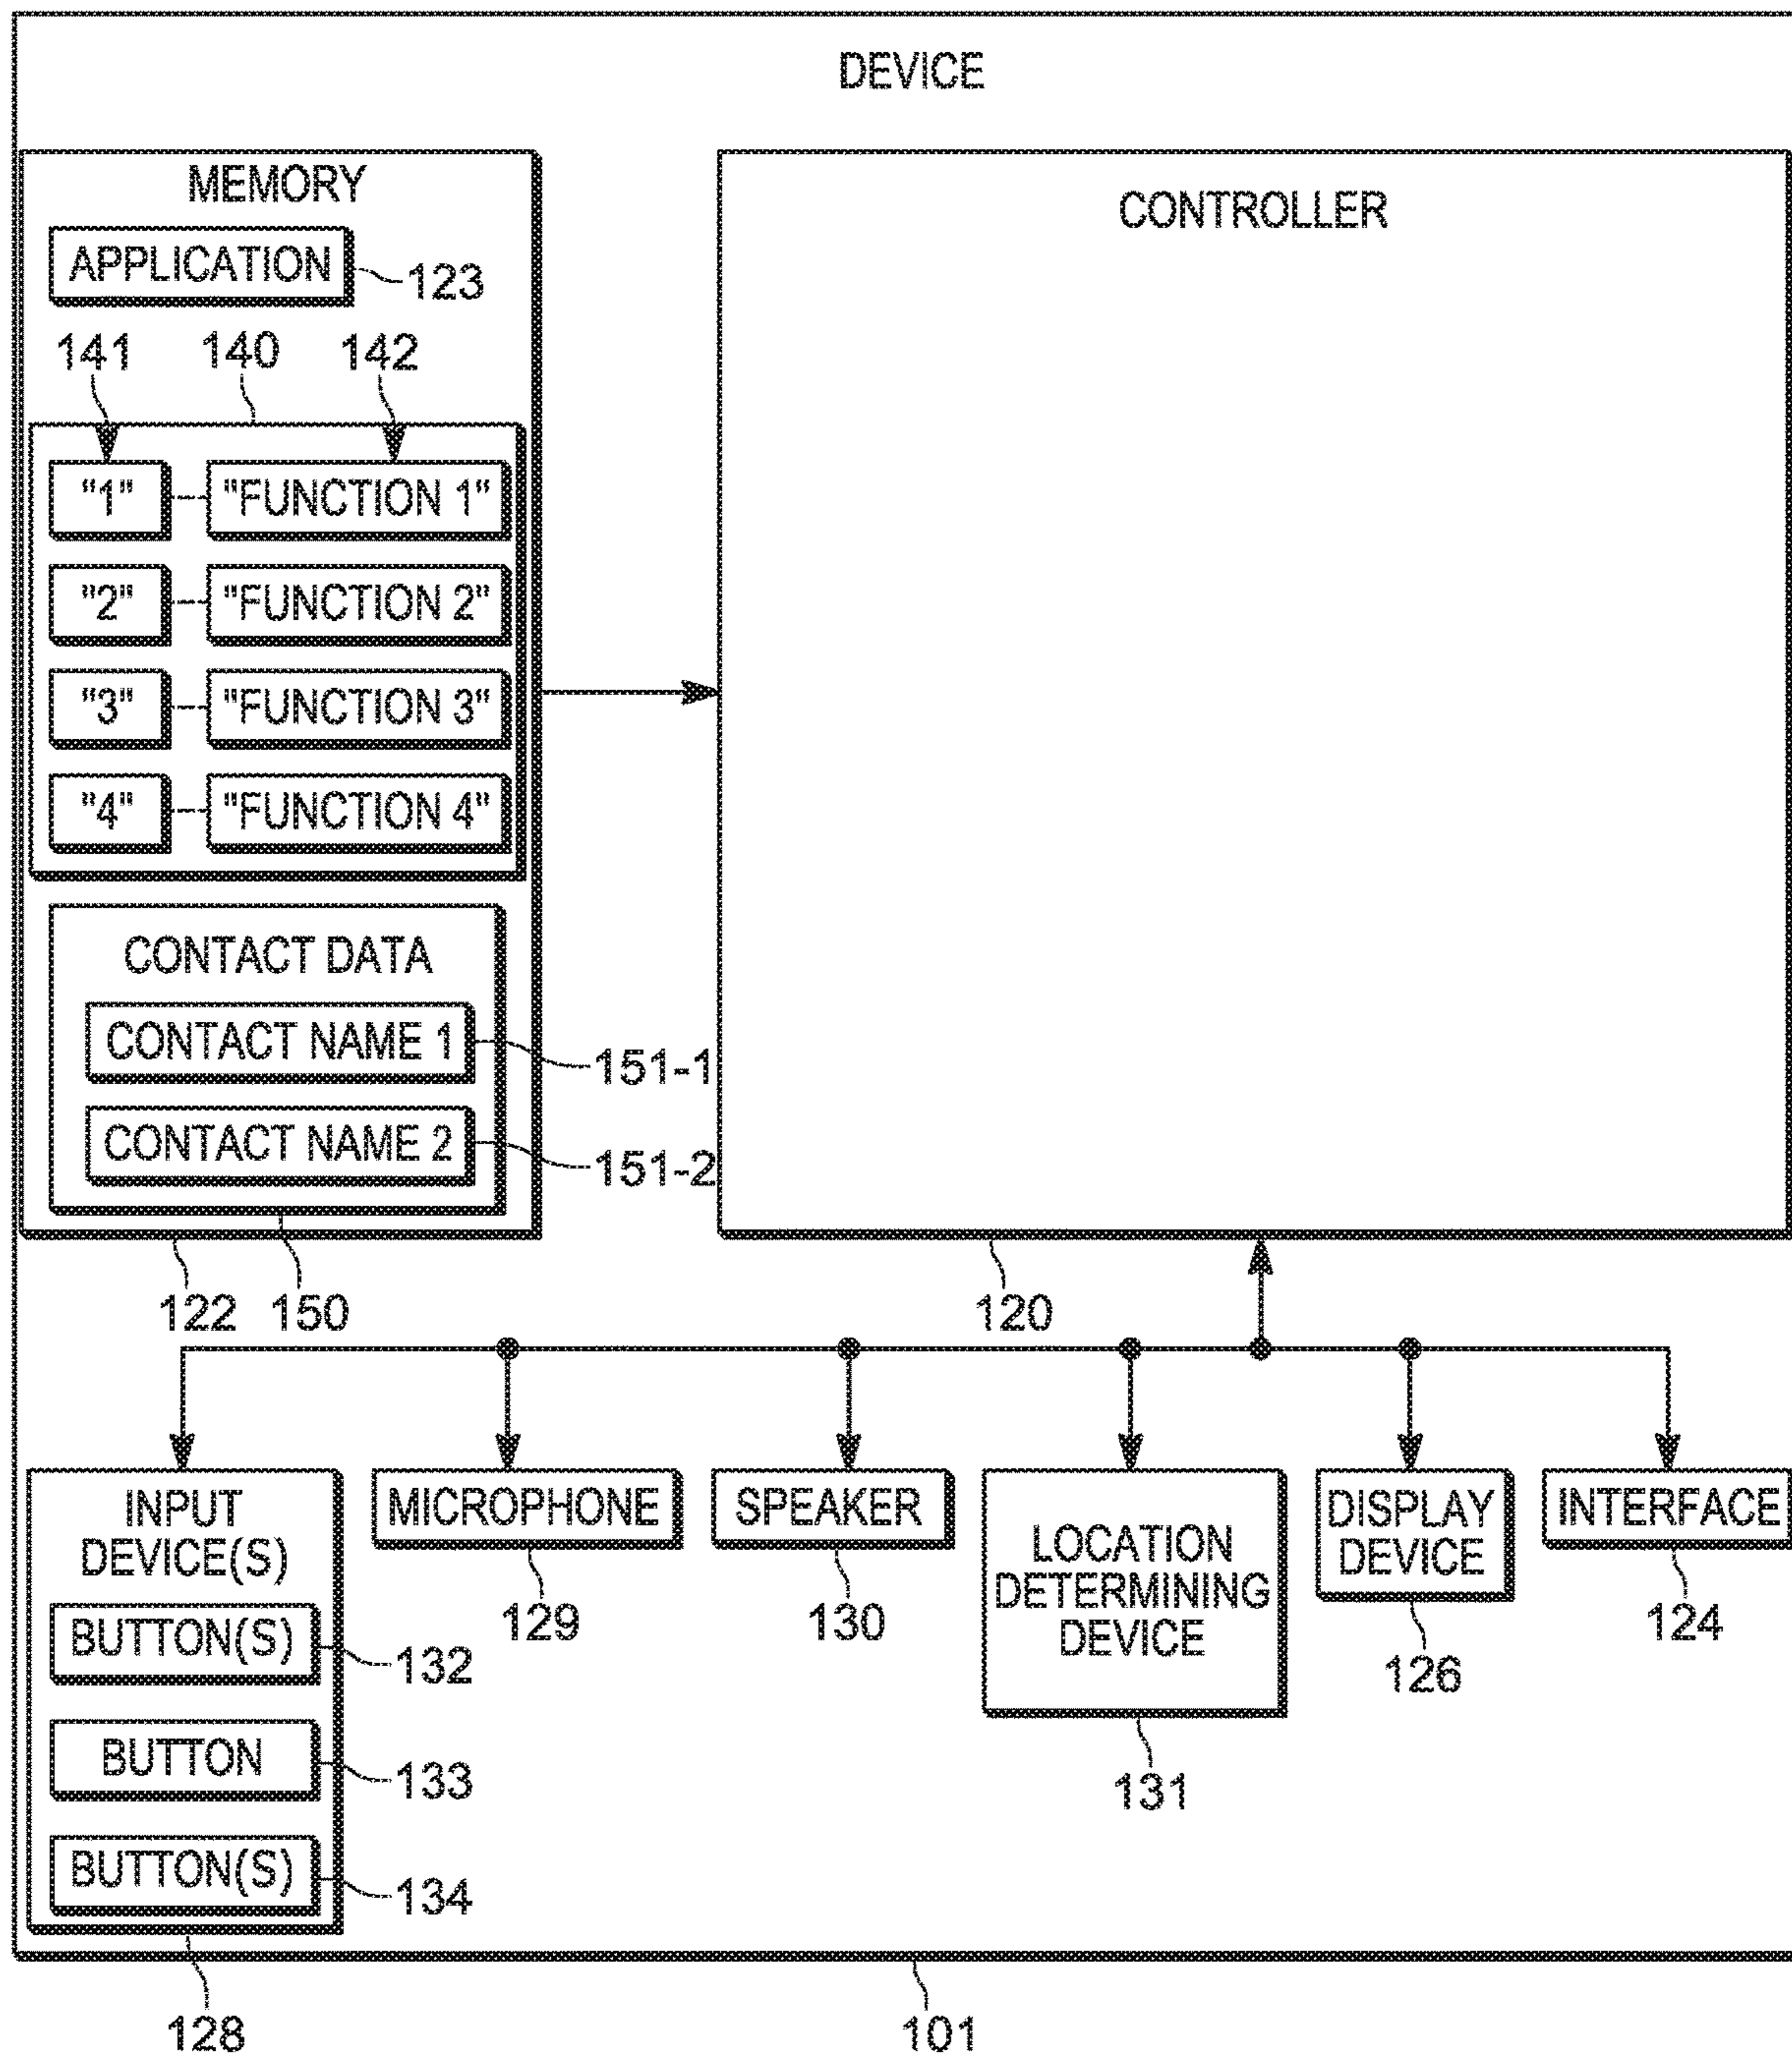 DEVICE
MEMORY
CONTROLLER
APPLICATION
123
141
140
142
"1"
"FUNCTION 1"
"2"
"FUNCTION 2"
"3"
"FUNCTION 3"
"4"
"FUNCTION 4"
CONTACT DATA
CONTACT NAME 1
151-1
CONTACT NAME 2
151-2
122
150
120
INPUT
DEVICE(S)
BUTTON(S)
132
BUTTON
133
BUTTON(S)
134
128
MICROPHONE
129
SPEAKER
130
LOCATION
DETERMINING
DEVICE
131
DISPLAY
DEVICE
126
INTERFACE
124
101